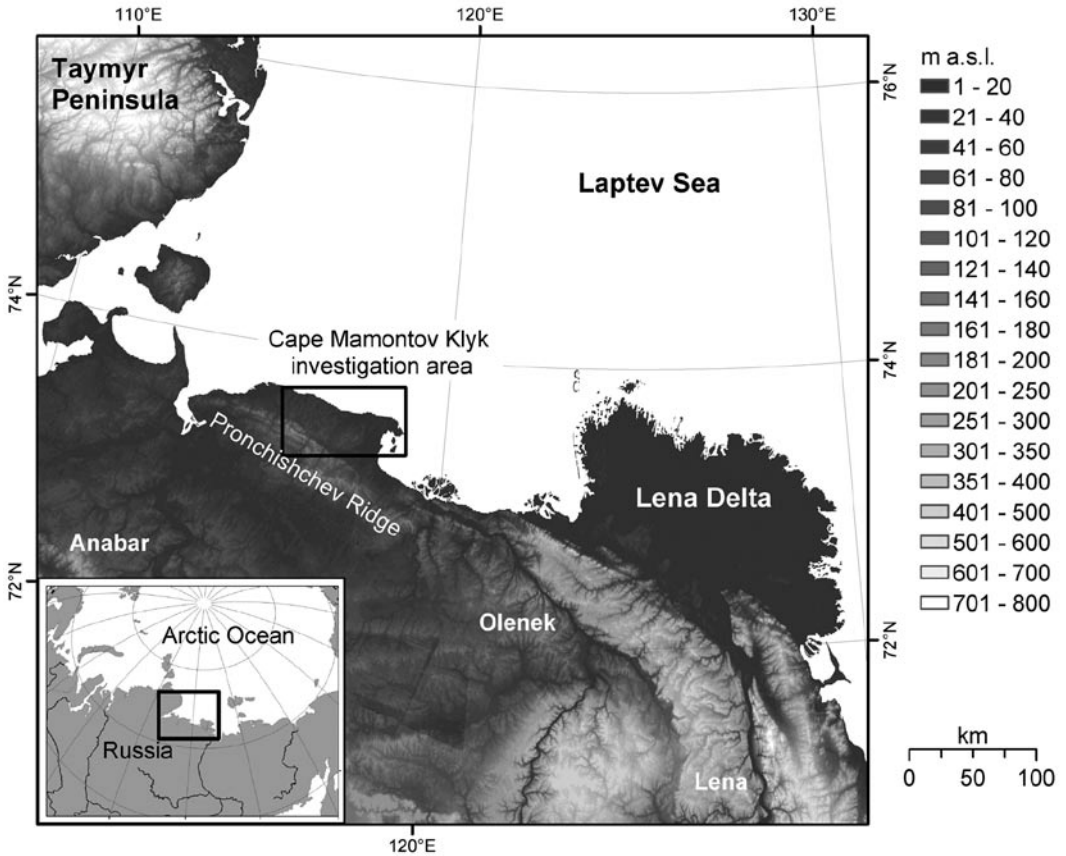 110°E
120°E
130°E
Taymyr
Peninsula
76°N
Laptev Sea
74°N
Cape Mamontov Klyk
investigation area
74°N
Pronchishchev Ridge
Lena Delta
Anabar
72°N
Olenek
72°N
Arctic Ocean
Russia
Lena
120°E
m a.s.l.
1 - 20
21 - 40
41 - 60
61 - 80
81 - 100
101 - 120
121 - 140
141 - 160
161 - 180
181 - 200
201 - 250
251 - 300
301 - 350
351 - 400
401 - 500
501 - 600
601 - 700
701 - 800
km
0 50 100